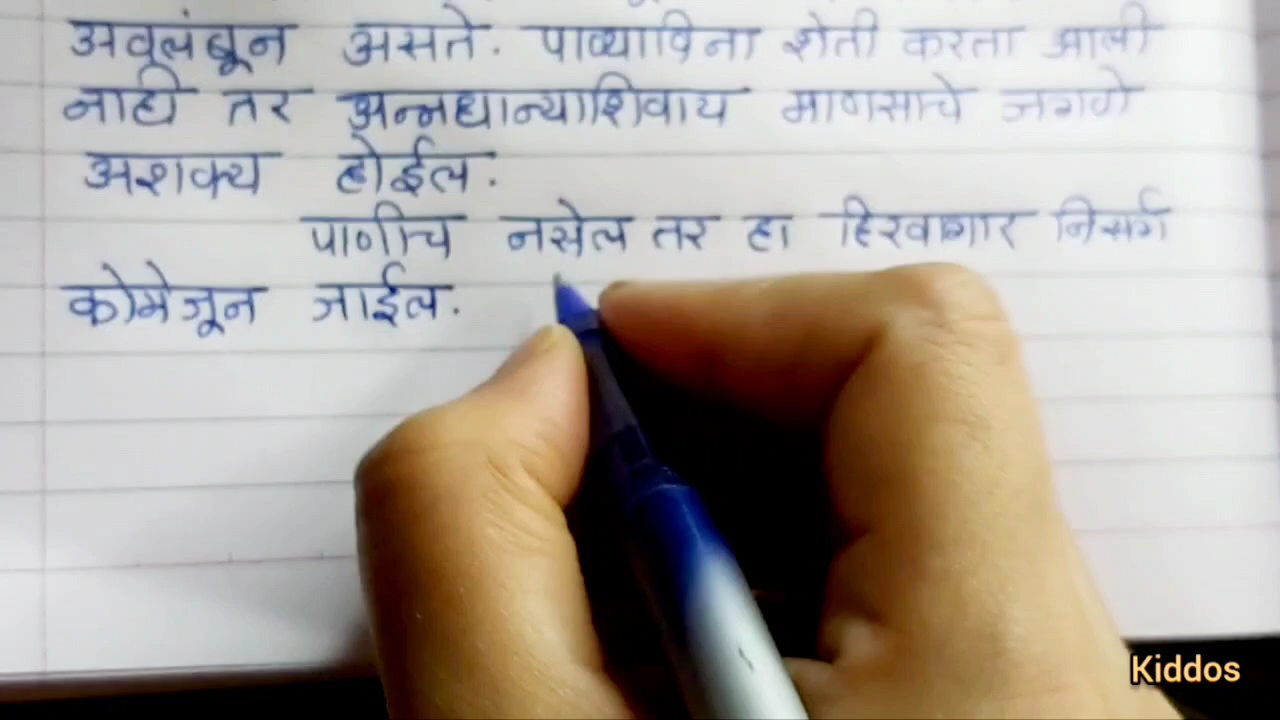 अवलंबून असते. पाण्याविना शेती करता आली
नाही तर अन्नधान्याशिवाय माणसाचे जगणे
अशक्य होईल.
पाणीच नसेल तर हा हिरवागार निसर्ग
कोमेजून जाईल.
Kiddos